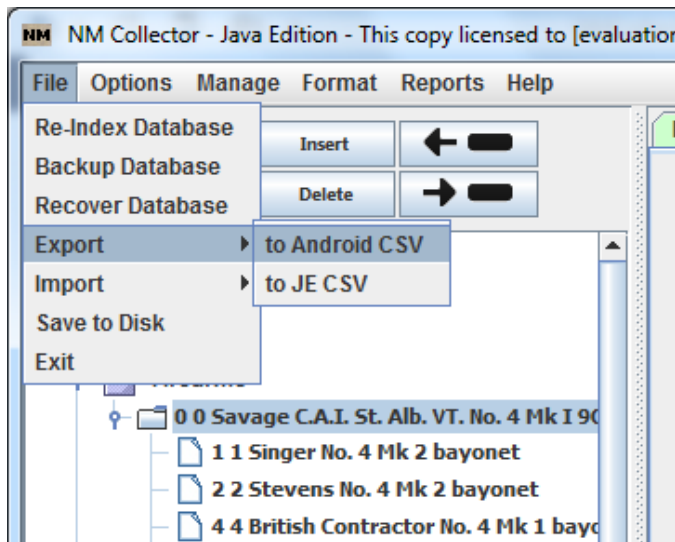 NM NM Collector - Java Edition - This copy licensed to [evaluation
File Options Manage Format Reports Help
Re-Index Database
Backup Database
Recover Database
Export
Import
Save to Disk
Exit
to Android CSV
to JE CSV
Insert
Delete
0 0 Savage C.A.I. St. Alb. VT. No. 4 Mk I
1 1 Singer No. 4 Mk 2 bayonet
2 2 Stevens No. 4 Mk 2 bayonet
4 4 British Contractor No. 4 Mk 1